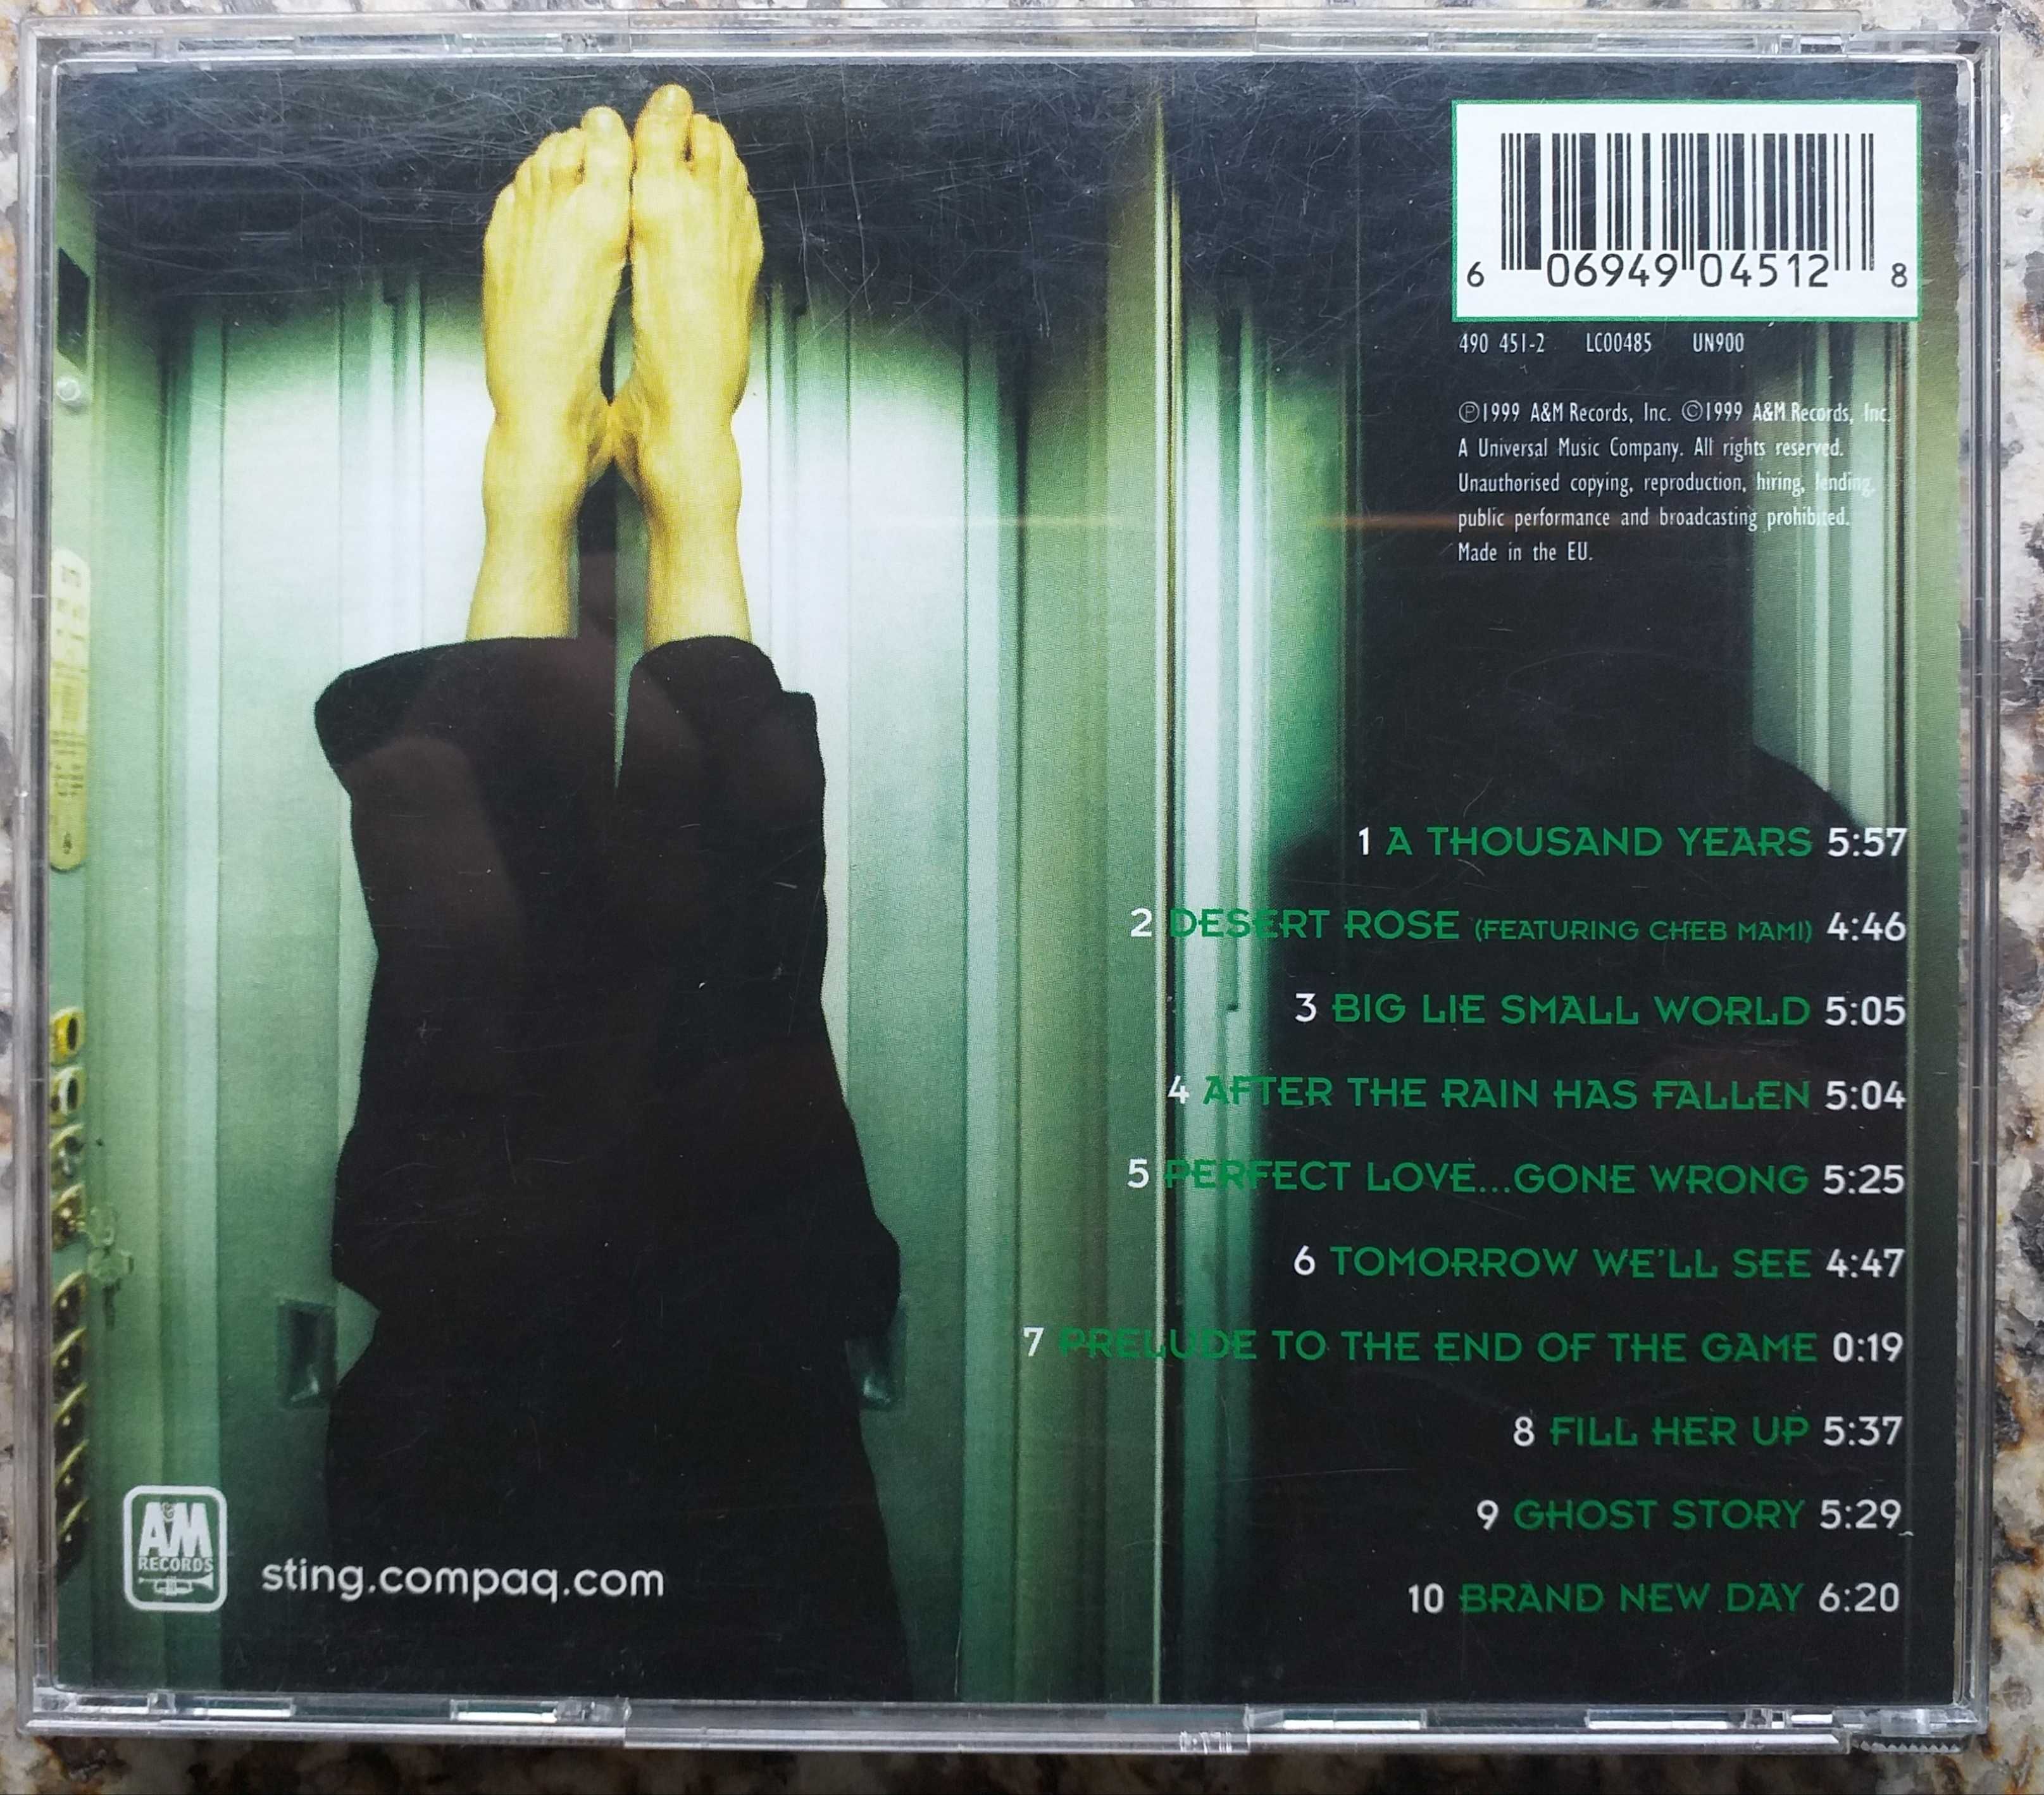 6 06949 04512 8
490 451-2 LC00485 UN900
Ⓟ1999 A&M Records, Inc. ©1999 A&M Records, Inc.
A Universal Music Company. All rights reserved.
Unauthorised copying, reproduction, hiring, lending,
public performance and broadcasting prohibited.
Made in the EU.
1 A THOUSAND YEARS 5:57
2 DESERT ROSE (FEATURING CHEB MAMI) 4:46
3 BIG LIE SMALL WORLD 5:05
4 AFTER THE RAIN HAS FALLEN 5:04
5 PERFECT LOVE...GONE WRONG 5:25
6 TOMORROW WE'LL SEE 4:47
7 PRELUDE TO THE END OF THE GAME 0:19
8 FILL HER UP 5:37
9 GHOST STORY 5:29
10 BRAND NEW DAY 6:20
A&M
RECORDS
sting.compaq.com